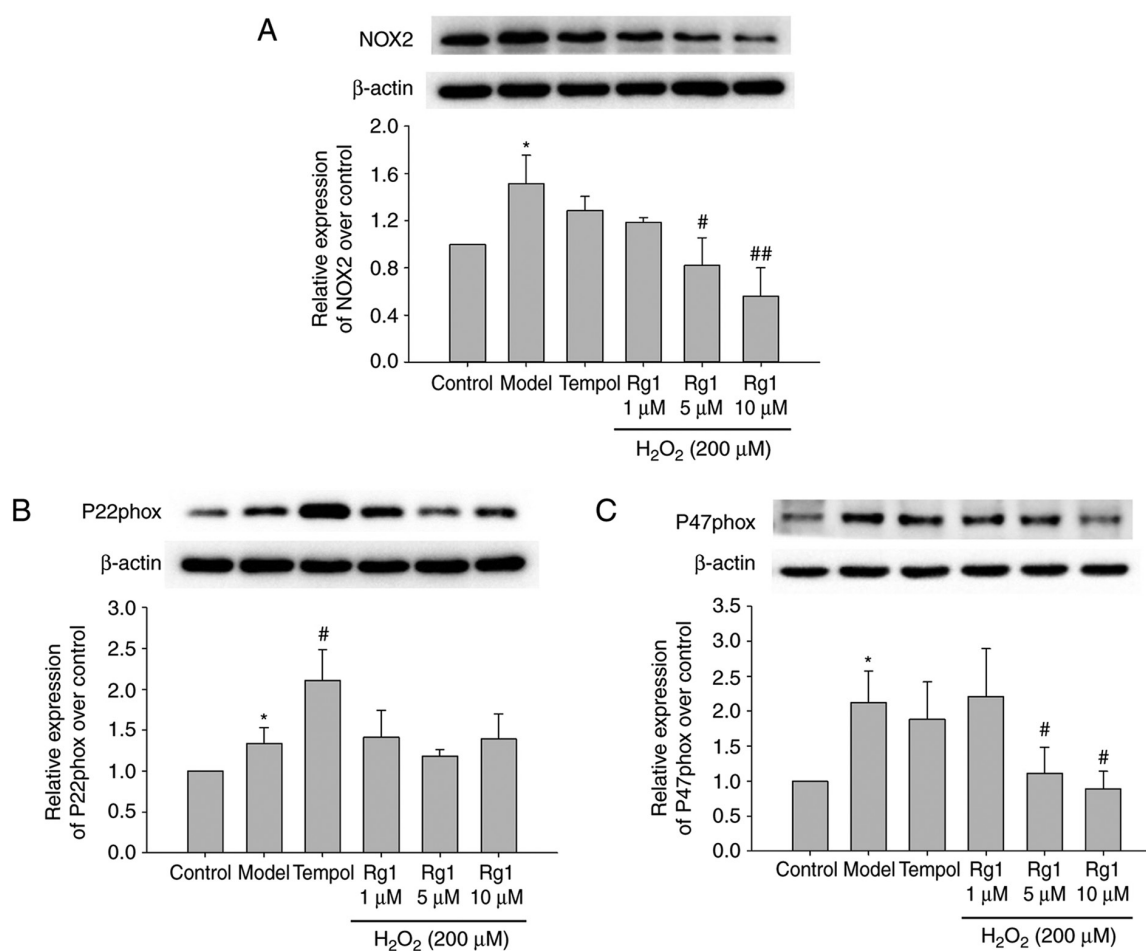 A
NOX2
β-actin
Relative expression
of NOX2 over control
2.0
1.6
1.2
0.8
0.4
0.0
*
#
##
Control Model Tempol Rg1 Rg1 Rg1
1 μM 5 μM 10 μM
H₂O₂ (200 μM)
B
P22phox
β-actin
Relative expression
of P22phox over control
3.0
2.5
2.0
1.5
1.0
0.5
0.0
*
#
Control Model Tempol Rg1 Rg1 Rg1
1 μM 5 μM 10 μM
H₂O₂ (200 μM)
C
P47phox
β-actin
Relative expression
of P47phox over control
3.5
3.0
2.5
2.0
1.5
1.0
0.5
0.0
*
#
#
Control Model Tempol Rg1 Rg1 Rg1
1 μM 5 μM 10 μM
H₂O₂ (200 μM)